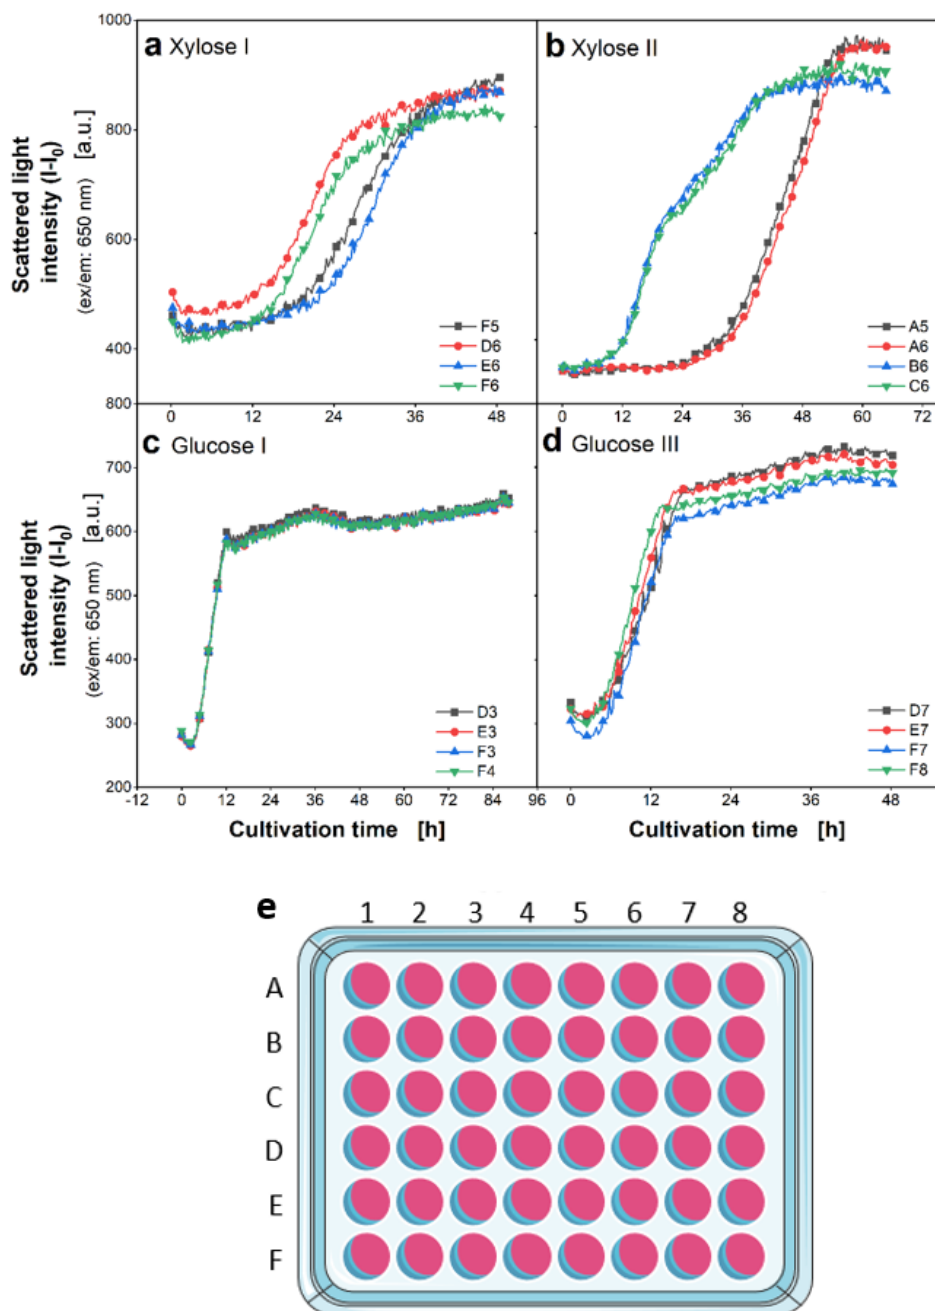 1000
a Xylose I
b Xylose II
800
600
400
800
Scattered light
intensity (I-I0)
(ex/em: 650 nm) [a.u.]
F5
D6
E6
F6
A5
A6
B6
C6
0 12 24 36 48
0 12 24 36 48 60 72
c Glucose I
d Glucose III
700
600
500
400
300
200
Scattered light
intensity (I-I0)
(ex/em: 650 nm) [a.u.]
D3
E3
F3
F4
D7
E7
F7
F8
-12 0 12 24 36 48 60 72 84 96
0 12 24 36 48
Cultivation time [h]
Cultivation time [h]
e
1 2 3 4 5 6 7 8
A
B
C
D
E
F